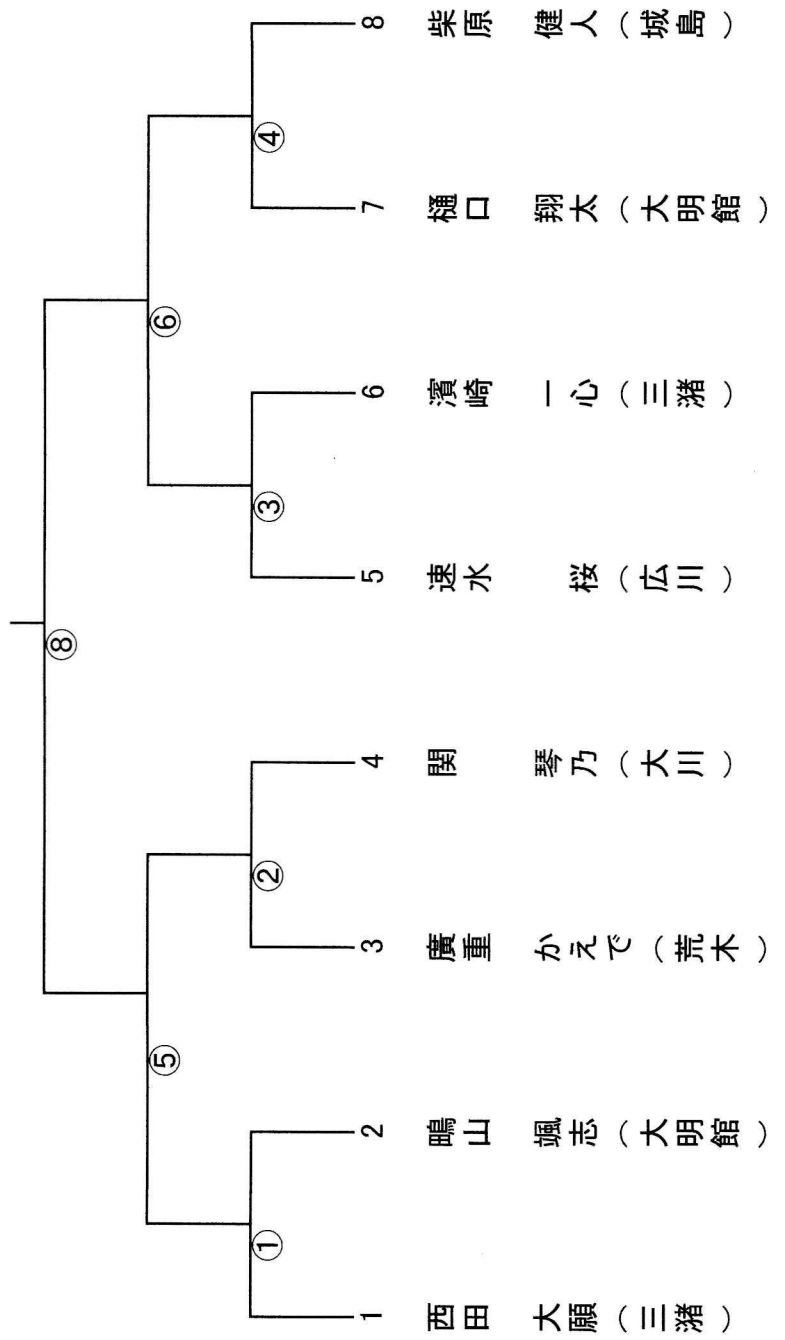 1 西田 大願（三潴）
2 鴫山 颯志（大明館）
3 廣重 かえで（荒木）
4 関 琴乃（大川）
5 速水 桜（広川）
6 濱崎 一心（三潴）
7 樋口 翔太（大明館）
8 柴原 健人（城島）
①
②
③
④
⑤
⑥
⑧